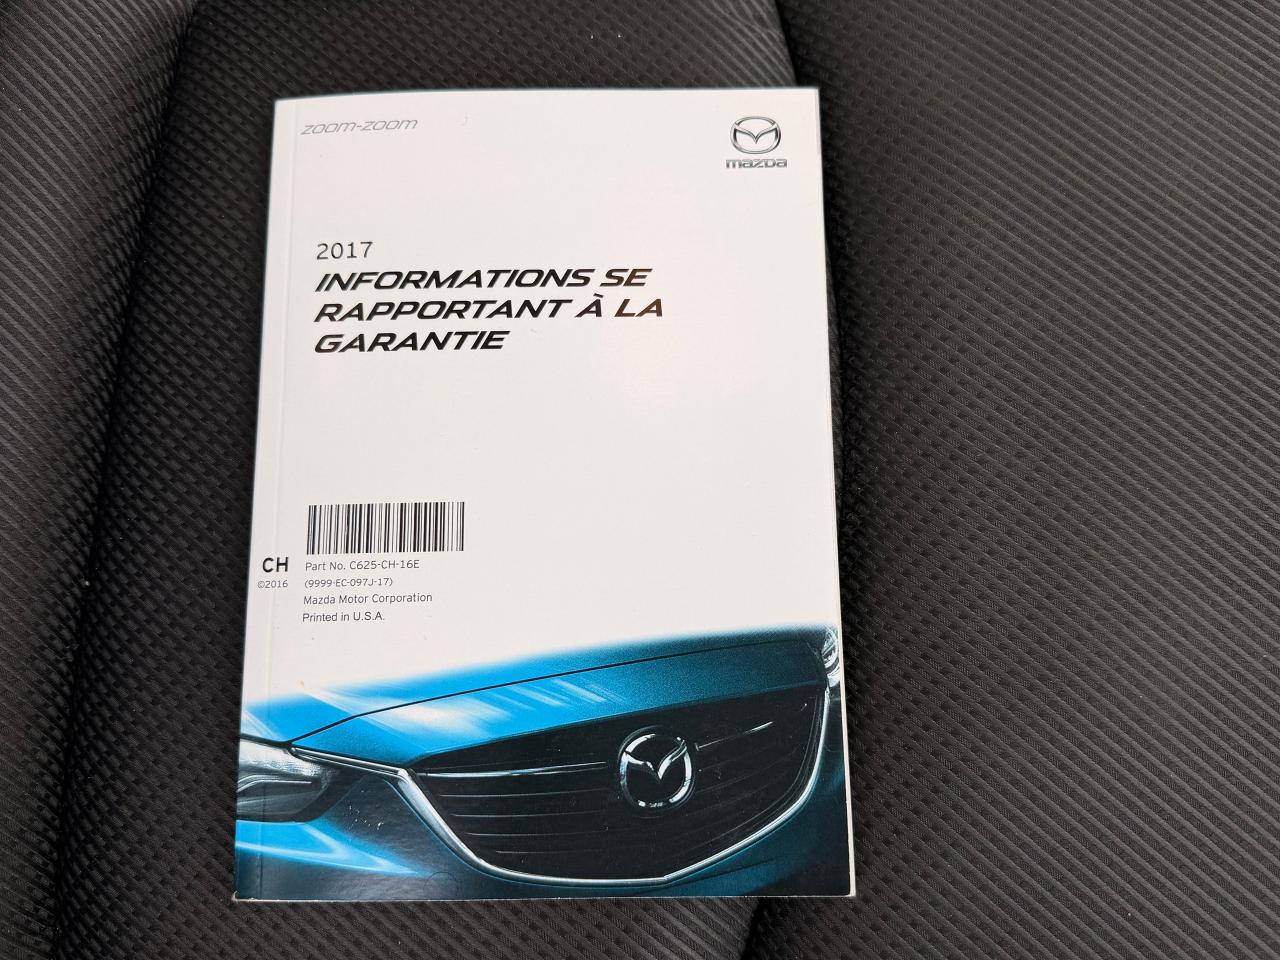 zoom-zoom
mazda
2017
INFORMATIONS SE
RAPPORTANT À LA
GARANTIE
CH
©2016
Part No. C625-CH-16E
(9999-EC-097J-17)
Mazda Motor Corporation
Printed in U.S.A.